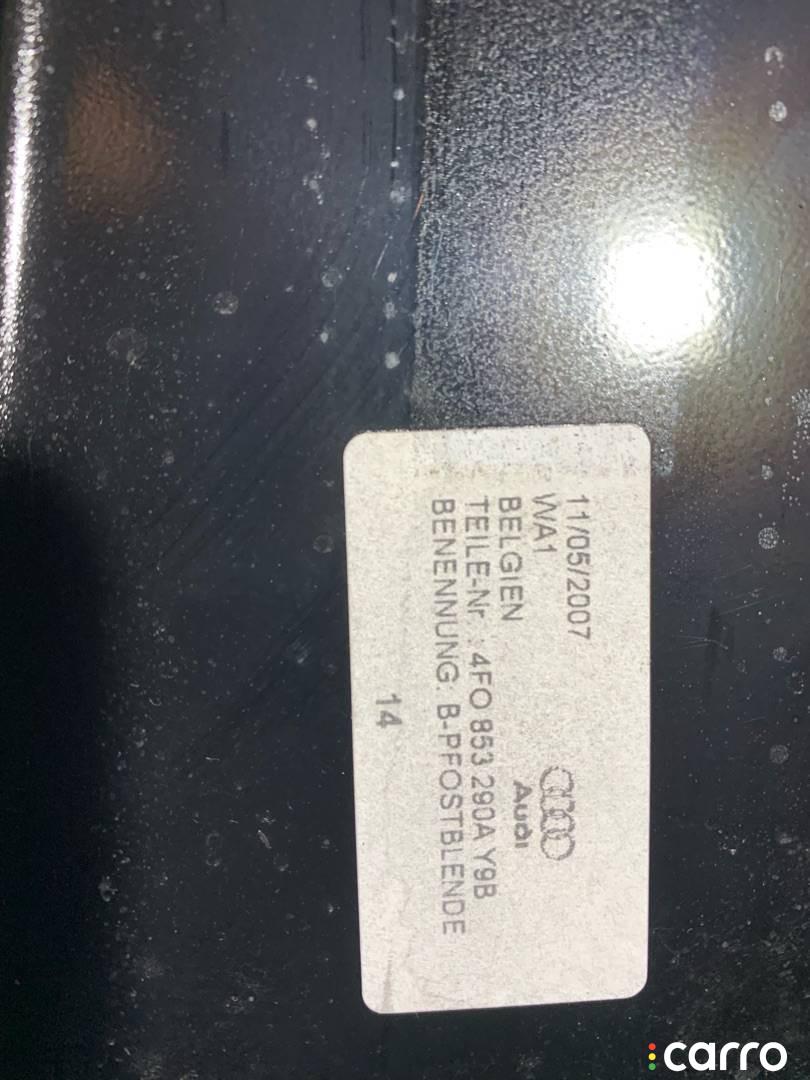 11/05/2007
WA1
BELGIEN
Audi
TEILE-Nr. : 4FO 853 290A Y9B
BENENNUNG: B-PFOSTBLENDE
14
carro